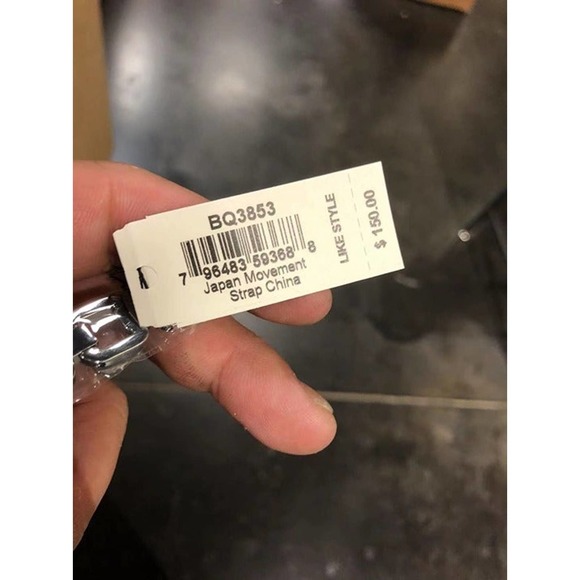 BQ3853
7 96483 59368 8
Japan Movement
Strap China
LIKE STYLE
$ 150.00